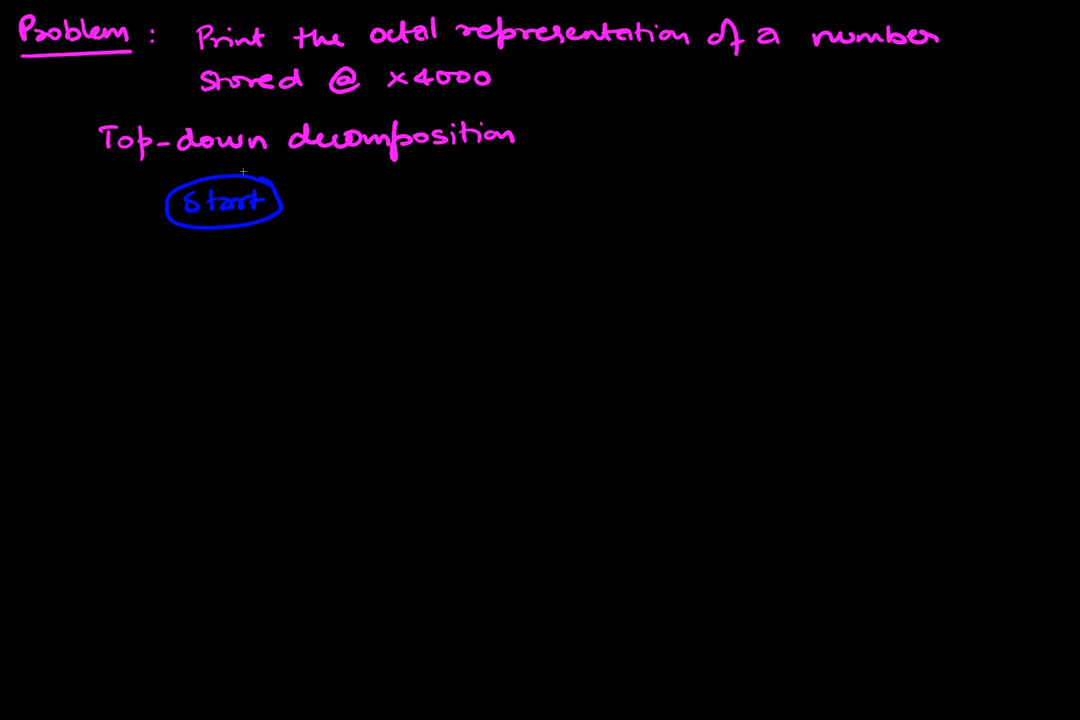 Problem : Print the octal representation of a number
stored @ x4000
Top-down decomposition
Start